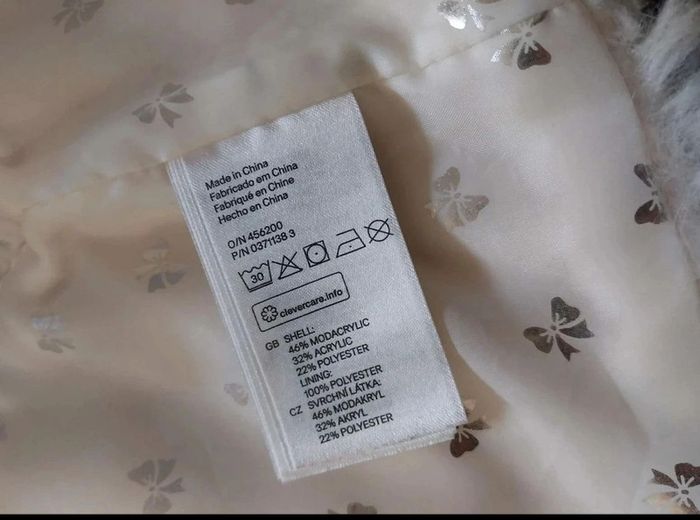 Made in China
Fabricado em China
Fabriqué en Chine
Hecho en China
O/N 456200
P/N 0371138 3
30
clevercare.info
GB SHELL:
46% MODACRYLIC
32% ACRYLIC
22% POLYESTER
LINING:
100% POLYESTER
CZ SVRCHNÍ LÁTKA:
46% MODAKRYL
32% AKRYL
22% POLYESTER